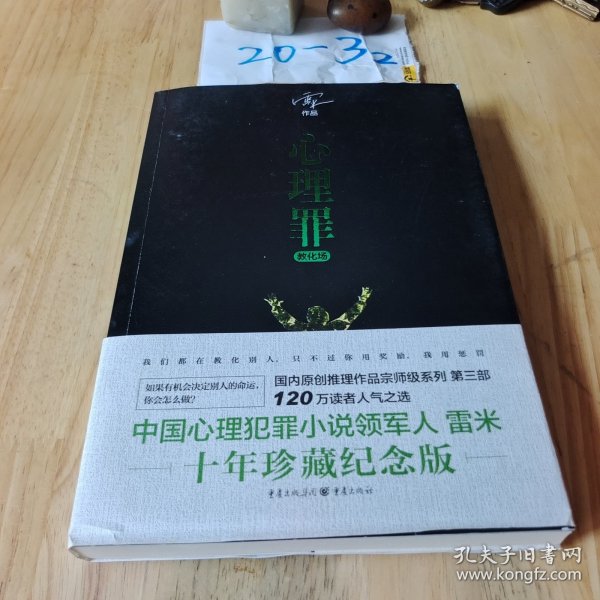 20-32
作品
心理罪
教化场
我们都在教化别人，只不过你用奖励，我用惩罚
如果有机会决定别人的命运，
你会怎么做？
国内原创推理作品宗师级系列 第三部
120万读者人气之选
中国心理犯罪小说领军人 雷米
十年珍藏纪念版
重庆出版集团 重庆出版社
孔夫子旧书网
www.kongfz.com